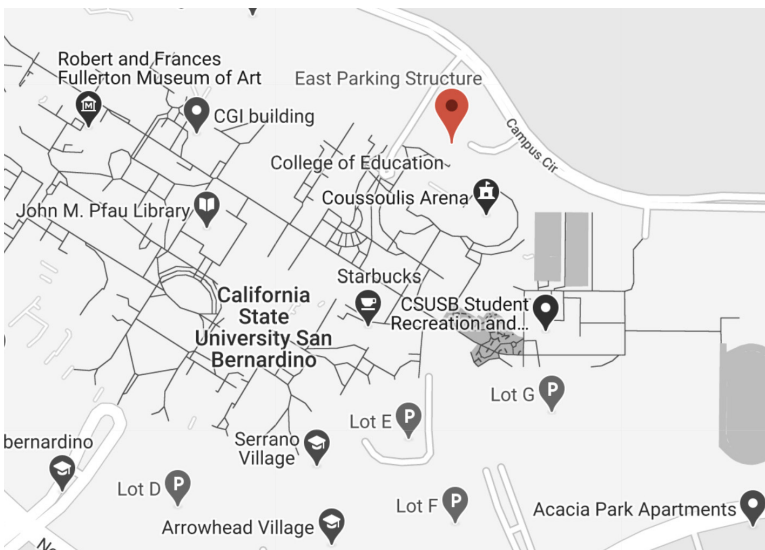 Robert and Frances
Fullerton Museum of Art
East Parking Structure
CGI building
Campus Cir
College of Education
Coussoulis Arena
John M. Pfau Library
Starbucks
California
State
University San
Bernardino
CSUSB Student
Recreation and...
Lot G
P
Lot E
P
bernardino
Serrano
Village
Lot D
P
Lot F
P
Acacia Park Apartments
Arrowhead Village
No